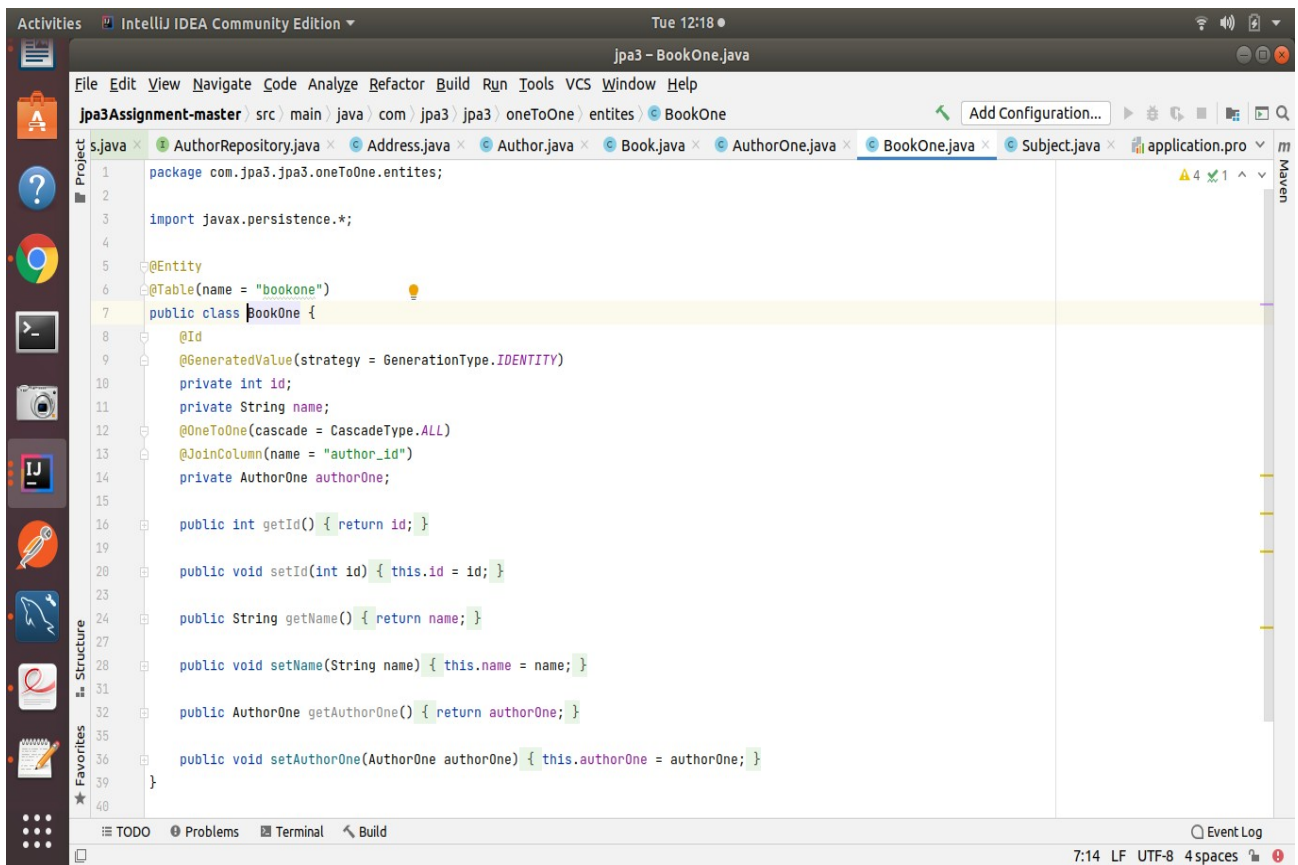 Activities IntelliJ IDEA Community Edition Tue 12:18
jpa3 – BookOne.java
File Edit View Navigate Code Analyze Refactor Build Run Tools VCS Window Help
jpa3Assignment-master src main java com jpa3 jpa3 oneToOne entites BookOne Add Configuration...
s.java AuthorRepository.java Address.java Author.java Book.java AuthorOne.java BookOne.java Subject.java application.pro
Project
Maven
4 1
1 package com.jpa3.jpa3.oneToOne.entites;
2
3 import javax.persistence.*;
4
5 @Entity
6 @Table(name = "bookone")
7 public class BookOne {
8 @Id
9 @GeneratedValue(strategy = GenerationType.IDENTITY)
10 private int id;
11 private String name;
12 @OneToOne(cascade = CascadeType.ALL)
13 @JoinColumn(name = "author_id")
14 private AuthorOne authorOne;
15
16 public int getId() { return id; }
19
20 public void setId(int id) { this.id = id; }
23
24 public String getName() { return name; }
27
28 public void setName(String name) { this.name = name; }
31
32 public AuthorOne getAuthorOne() { return authorOne; }
35
36 public void setAuthorOne(AuthorOne authorOne) { this.authorOne = authorOne; }
39 }
40
Structure
Favorites
TODO Problems Terminal Build Event Log
7:14 LF UTF-8 4 spaces